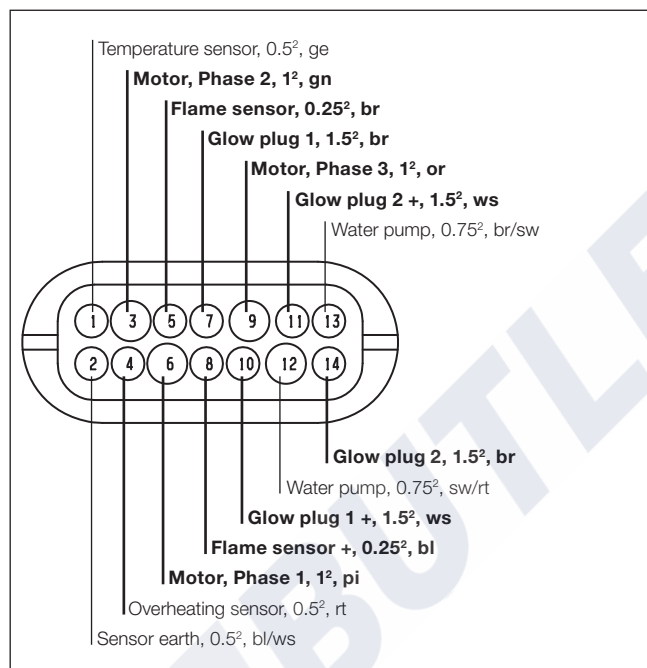 Temperature sensor, 0.5², ge
Motor, Phase 2, 1², gn
Flame sensor, 0.25², br
Glow plug 1, 1.5², br
Motor, Phase 3, 1², or
Glow plug 2 +, 1.5², ws
Water pump, 0.75², br/sw
1 3 5 7 9 11 13
2 4 6 8 10 12 14
Glow plug 2, 1.5², br
Water pump, 0.75², sw/rt
Glow plug 1 +, 1.5², ws
Flame sensor +, 0.25², bl
Motor, Phase 1, 1², pi
Overheating sensor, 0.5², rt
Sensor earth, 0.5², bl/ws